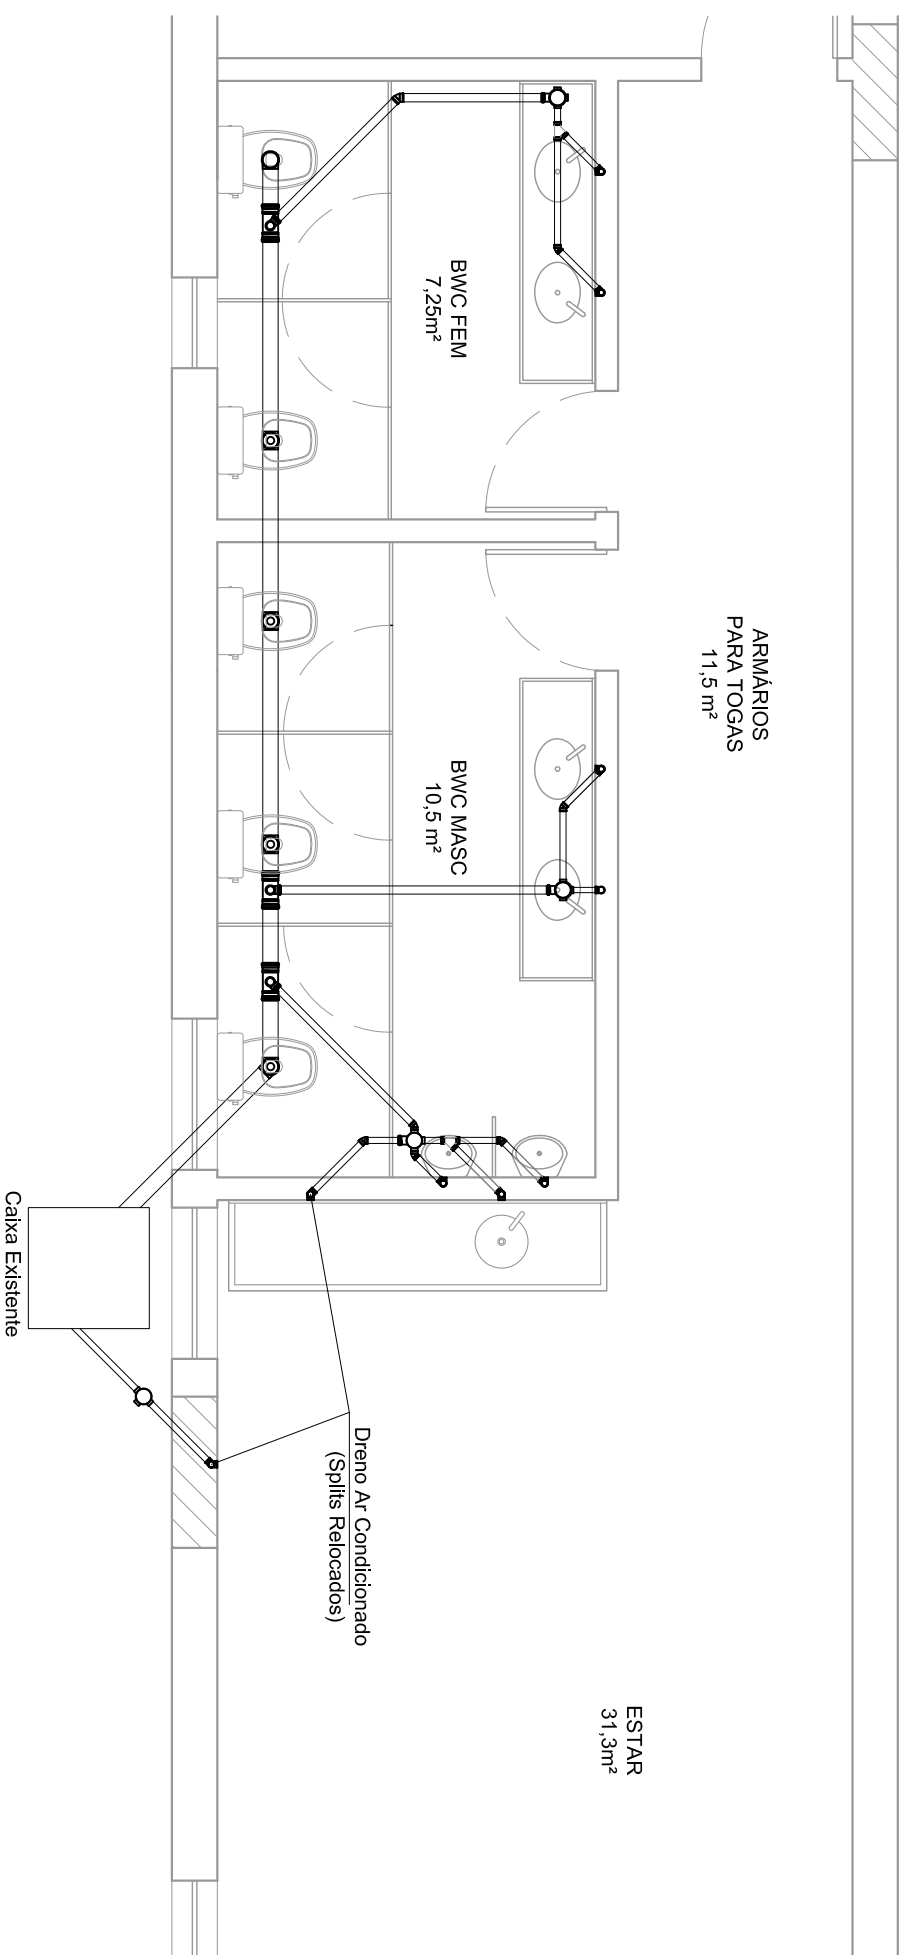 BWC FEM
7,25m²
ARMÁRIOS
PARA TOGAS
11,5 m²
BWC MASC
10,5 m²
Caixa Existente
Dreno Ar Condicionado
(Splits Relocados)
ESTAR
31,3m²